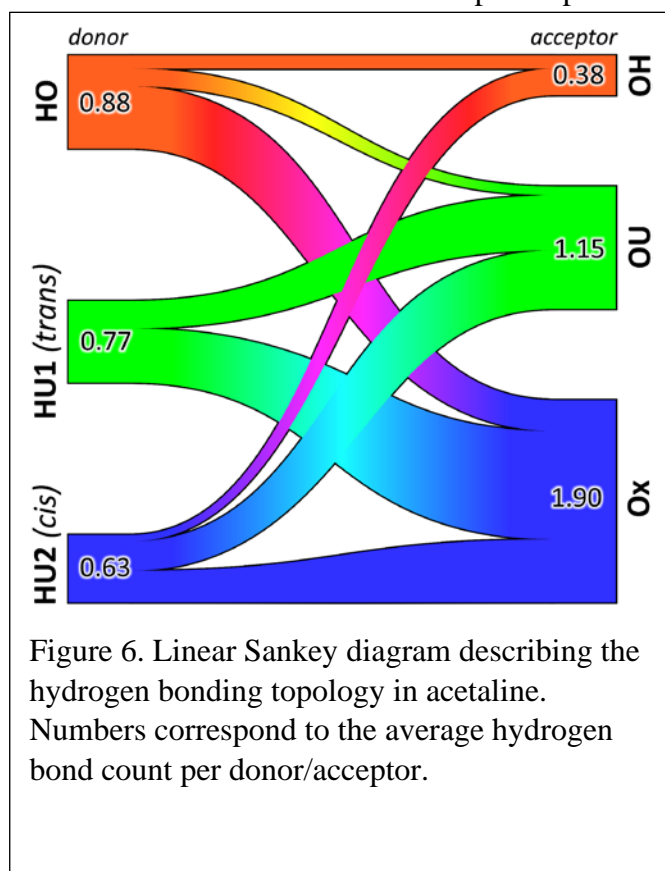 donor acceptor
HO 0.88 0.38 HO
1.15 OU
HU1 (trans) 0.77
1.90 Ox
HU2 (cis) 0.63
Figure 6. Linear Sankey diagram describing the
hydrogen bonding topology in acetaline.
Numbers correspond to the average hydrogen
bond count per donor/acceptor.